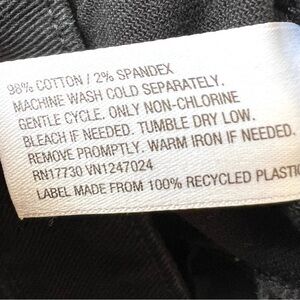 98% COTTON / 2% SPANDEX
MACHINE WASH COLD SEPARATELY.
GENTLE CYCLE. ONLY NON-CHLORINE
BLEACH IF NEEDED. TUMBLE DRY LOW.
REMOVE PROMPTLY. WARM IRON IF NEEDED.
RN17730 VN1247024
LABEL MADE FROM 100% RECYCLED PLASTIC